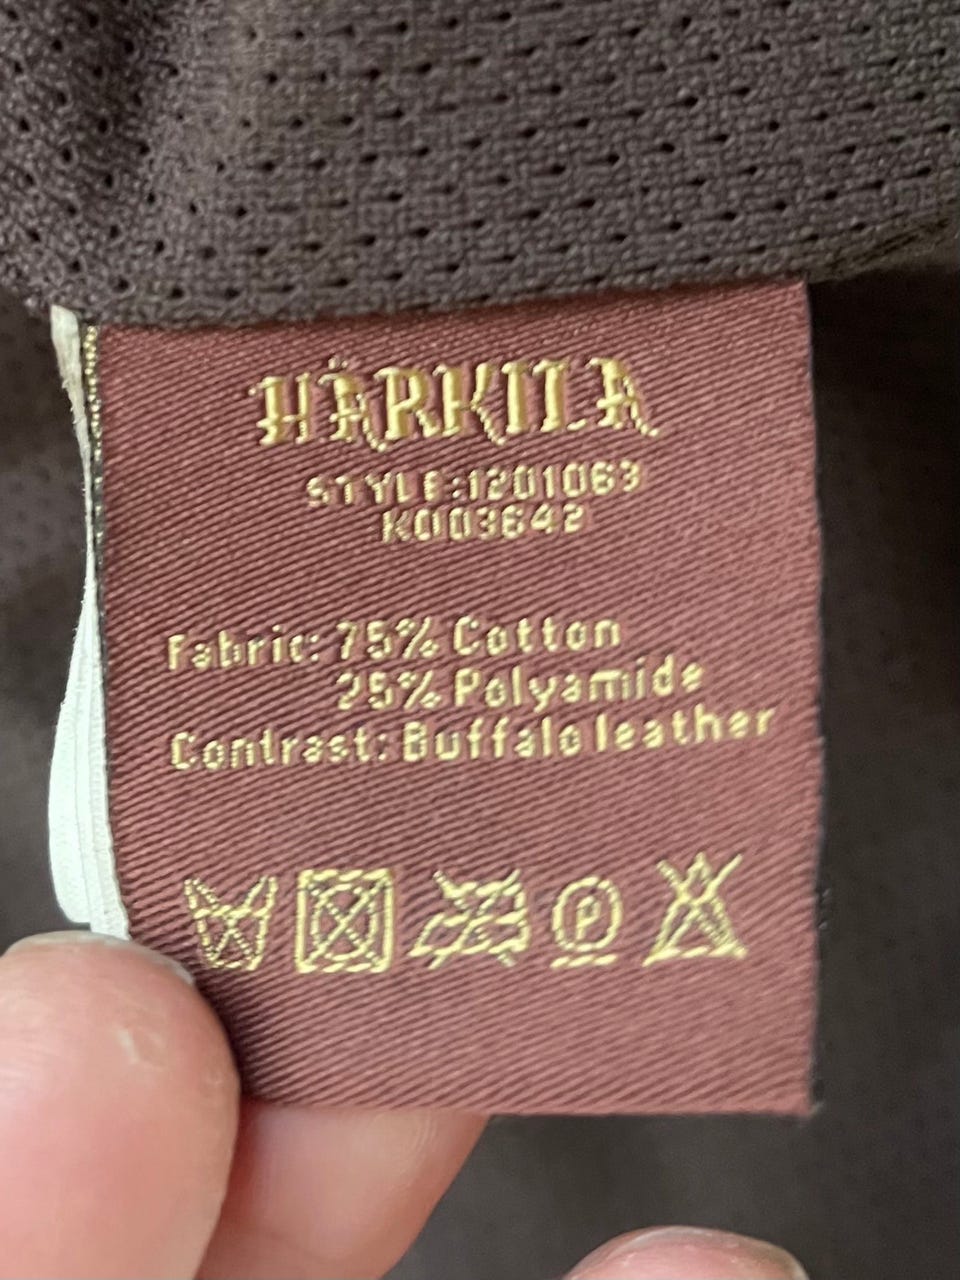 HÄRKILA
STYLE:1201063
K003642
Fabric: 75% Cotton
25% Polyamide
Contrast: Buffalo leather
P